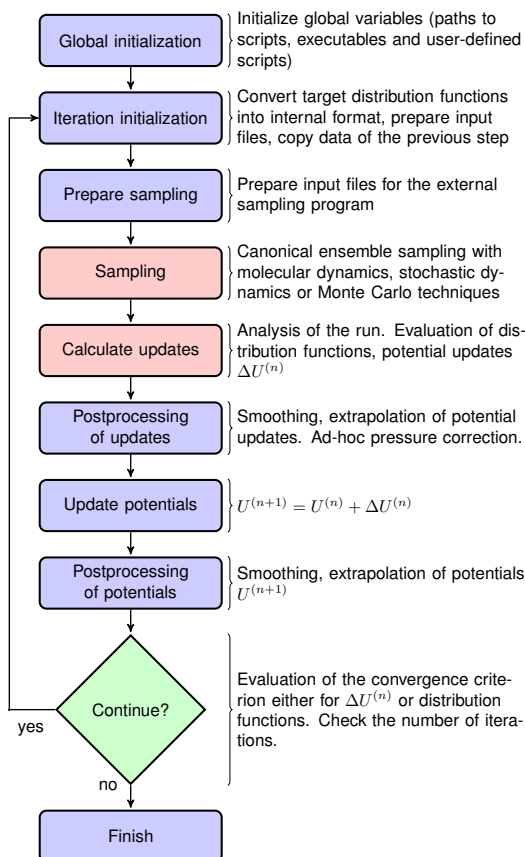 Global initialization
Initialize global variables (paths to
scripts, executables and user-defined
scripts)
Iteration initialization
Convert target distribution functions
into internal format, prepare input
files, copy data of the previous step
Prepare sampling
Prepare input files for the external
sampling program
Sampling
Canonical ensemble sampling with
molecular dynamics, stochastic dy-
namics or Monte Carlo techniques
Calculate updates
Analysis of the run. Evaluation of dis-
tribution functions, potential updates
ΔU^{(n)}
Postprocessing
of updates
Smoothing, extrapolation of potential
updates. Ad-hoc pressure correction.
Update potentials
U^{(n+1)} = U^{(n)} + ΔU^{(n)}
Postprocessing
of potentials
Smoothing, extrapolation of potentials
U^{(n+1)}
Continue?
Evaluation of the convergence crite-
rion either for ΔU^{(n)} or distribution
functions. Check the number of itera-
tions.
yes
no
Finish